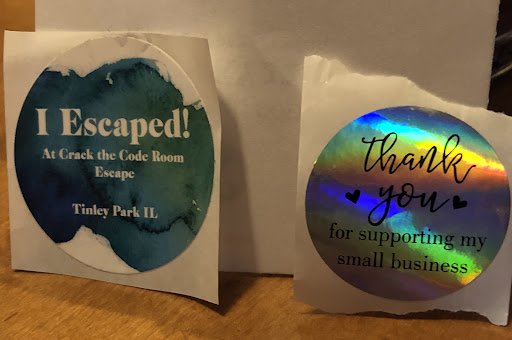 I Escaped!
At Crack the Code Room
Escape
Tinley Park IL
thank
you
for supporting my
small business